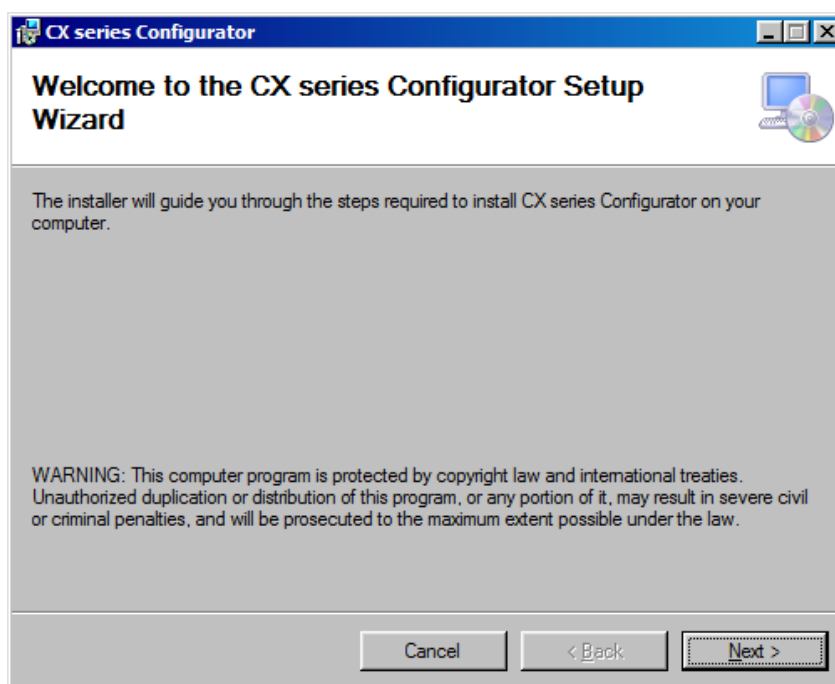 CX series Configurator
Welcome to the CX series Configurator Setup
Wizard
The installer will guide you through the steps required to install CX series Configurator on your
computer.
WARNING: This computer program is protected by copyright law and international treaties.
Unauthorized duplication or distribution of this program, or any portion of it, may result in severe civil
or criminal penalties, and will be prosecuted to the maximum extent possible under the law.
Cancel
< Back
Next >